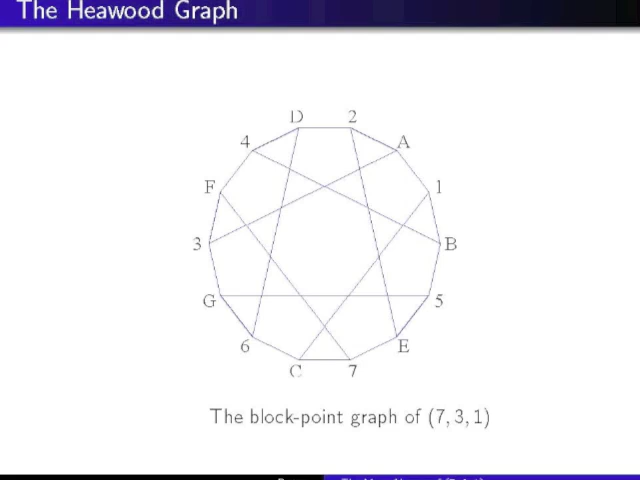 The Heawood Graph
D 2
4 A
F 1
3 B
G 5
6 E
C 7
The block-point graph of (7, 3, 1)